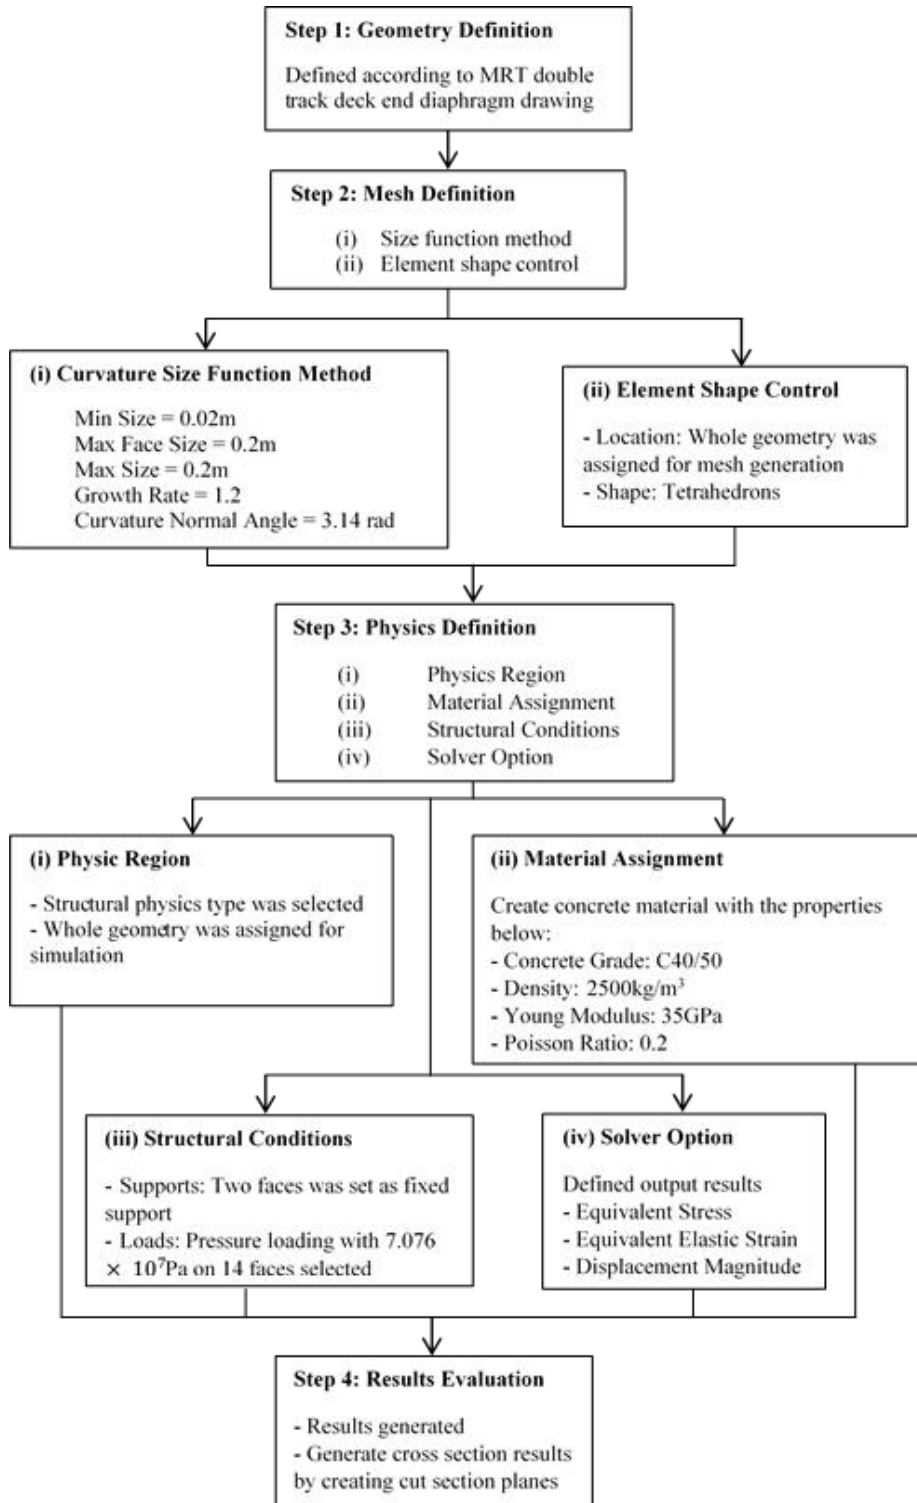 Step 1: Geometry Definition
Defined according to MRT double
track deck end diaphragm drawing
Step 2: Mesh Definition
(i) Size function method
(ii) Element shape control
(i) Curvature Size Function Method
Min Size = 0.02m
Max Face Size = 0.2m
Max Size = 0.2m
Growth Rate = 1.2
Curvature Normal Angle = 3.14 rad
(ii) Element Shape Control
- Location: Whole geometry was
assigned for mesh generation
- Shape: Tetrahedrons
Step 3: Physics Definition
(i) Physics Region
(ii) Material Assignment
(iii) Structural Conditions
(iv) Solver Option
(i) Physic Region
- Structural physics type was selected
- Whole geometry was assigned for
simulation
(ii) Material Assignment
Create concrete material with the properties
below:
- Concrete Grade: C40/50
- Density: 2500kg/m³
- Young Modulus: 35GPa
- Poisson Ratio: 0.2
(iii) Structural Conditions
- Supports: Two faces was set as fixed
support
- Loads: Pressure loading with 7.076
× 10⁷Pa on 14 faces selected
(iv) Solver Option
Defined output results
- Equivalent Stress
- Equivalent Elastic Strain
- Displacement Magnitude
Step 4: Results Evaluation
- Results generated
- Generate cross section results
by creating cut section planes